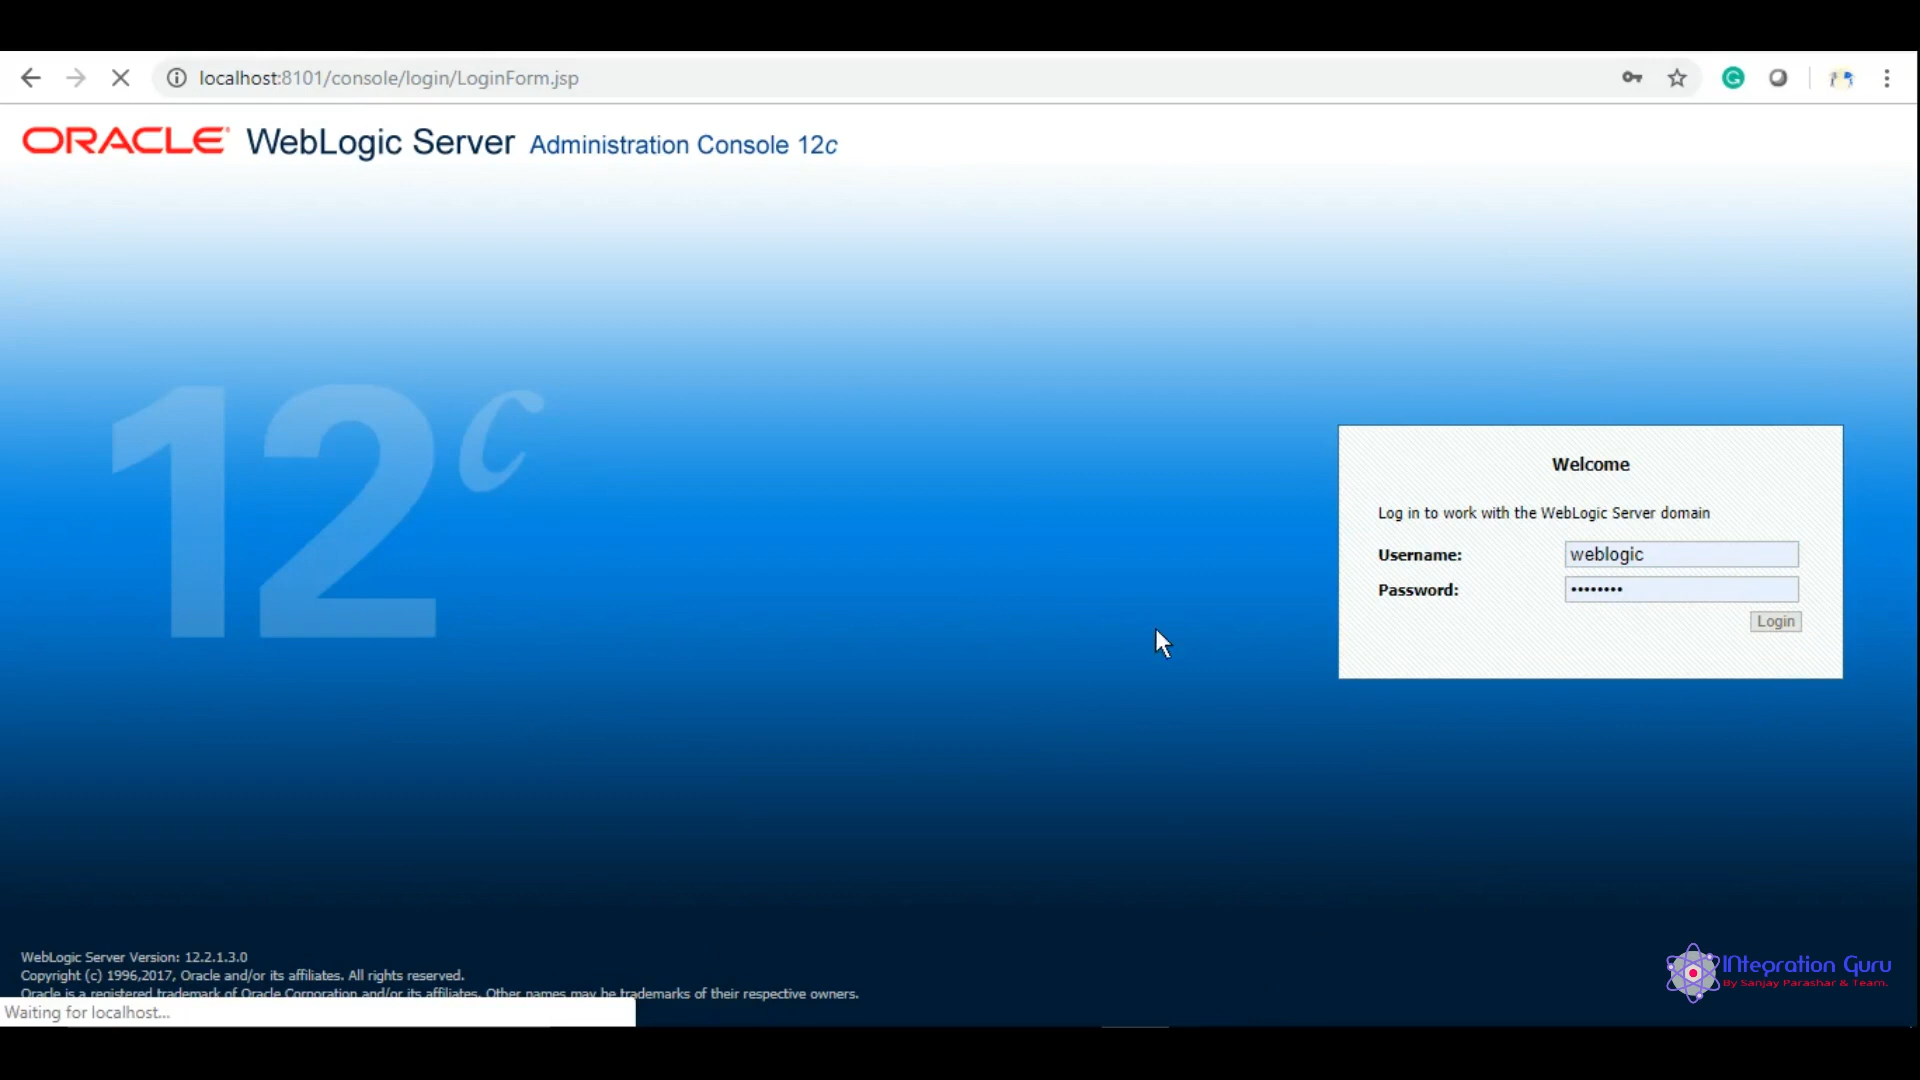 localhost:8101/console/login/LoginForm.jsp
ORACLE WebLogic Server Administration Console 12c
12c
Welcome
Log in to work with the WebLogic Server domain
Username: weblogic
Password: ••••••••
Login
WebLogic Server Version: 12.2.1.3.0
Copyright (c) 1996,2017, Oracle and/or its affiliates. All rights reserved.
Oracle is a registered trademark of Oracle Corporation and/or its affiliates. Other names may be trademarks of their respective owners.
Waiting for localhost...
INtegration Guru
By Sanjay Parashar & Team.